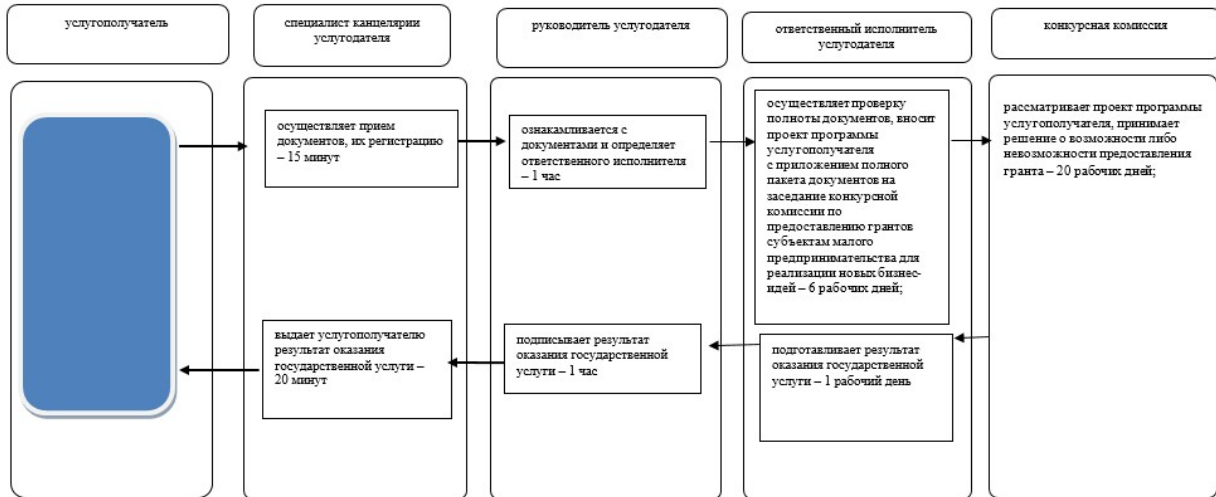 услугополучатель
специалист канцелярии
услугодателя
руководитель услугодателя
ответственный исполнитель
услугодателя
конкурсная комиссия
осуществляет прием
документов, их регистрацию
– 15 минут
ознакамливается с
документами и определяет
ответственного исполнителя
– 1 час
осуществляет проверку
полноты документов, вносит
проект программы
услугополучателя
с приложением полного
пакета документов на
заседание конкурсной
комиссии по
предоставлению грантов
субъектам малого
предпринимательства для
реализации новых бизнес-
идей – 6 рабочих дней;
рассматривает проект программы
услугополучателя, принимает
решение о возможности либо
невозможности предоставления
гранта – 20 рабочих дней;
выдает услугополучателю
результат оказания
государственной услуги –
20 минут
подписывает результат
оказания государственной
услуги – 1 час
подготавливает результат
оказания государственной
услуги – 1 рабочий день